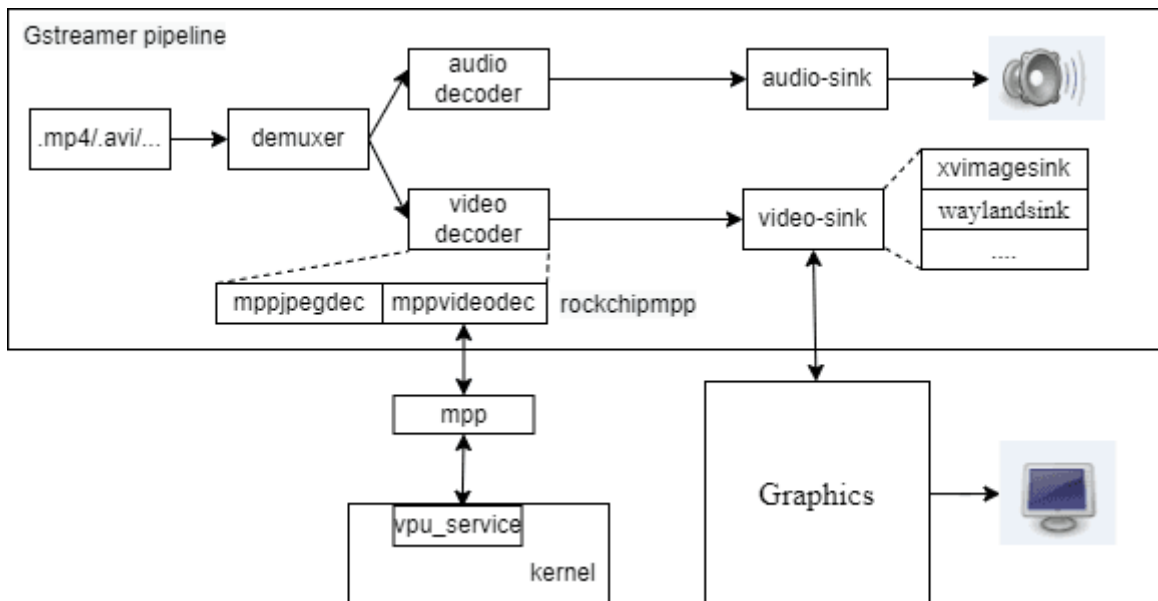 Gstreamer pipeline
audio
decoder
audio-sink
.mp4/.avi/...
demuxer
video
decoder
video-sink
xvimagesink
waylandsink
....
mppjpegdec
mppvideodec
rockchipmpp
mpp
Graphics
vpu_service
kernel